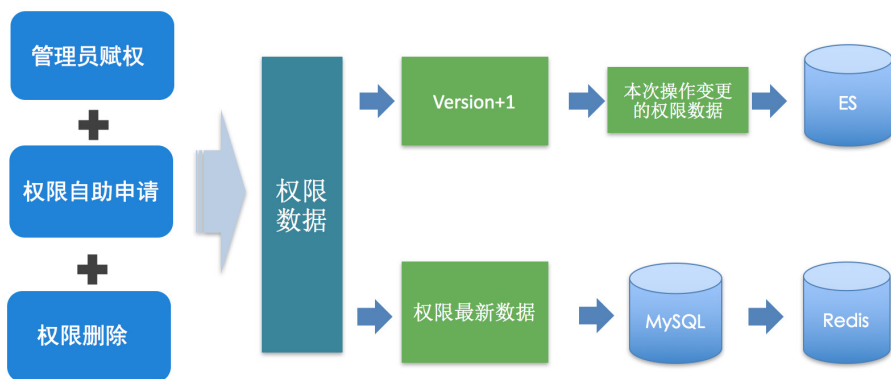 管理员赋权
权限自助申请
权限删除
权限
数据
Version+1
本次操作变更
的权限数据
ES
权限最新数据
MySQL
Redis